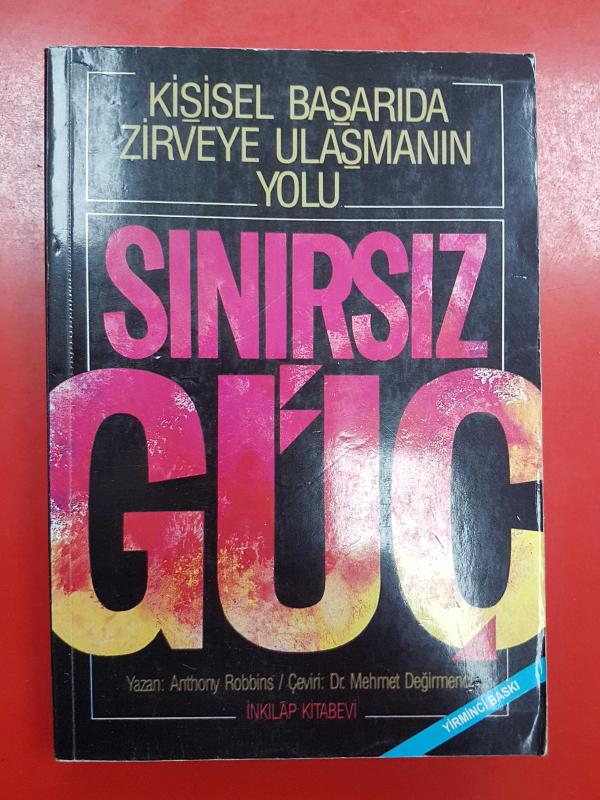 KİŞİSEL BAŞARIDA
ZİRVEYE ULAŞMANIN
YOLU
SINIRSIZ
GÜÇ
Yazan: Anthony Robbins / Çeviri: Dr. Mehmet
İNKILÂP KİTABEVİ
YİRMİNCİ BASKI